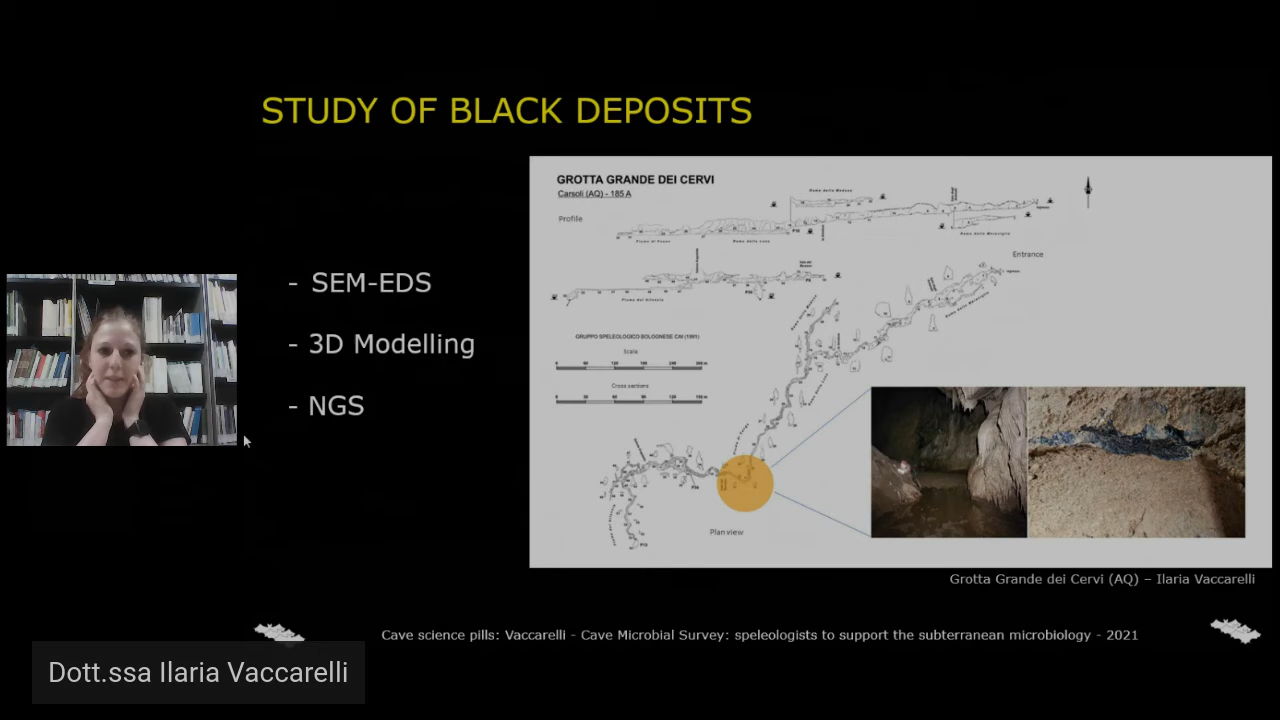 STUDY OF BLACK DEPOSITS
- SEM-EDS
- 3D Modelling
- NGS
GROTTA GRANDE DEI CERVI
Carsoli (AQ) - 185 A
Profile
Entrance
GRUPPO SPELEOLOGICO BOLOGNESE CAI (1991)
Scale
Cross sections
Plan view
Grotta Grande dei Cervi (AQ) – Ilaria Vaccarelli
Cave science pills: Vaccarelli - Cave Microbial Survey: speleologists to support the subterranean microbiology - 2021
Dott.ssa Ilaria Vaccarelli